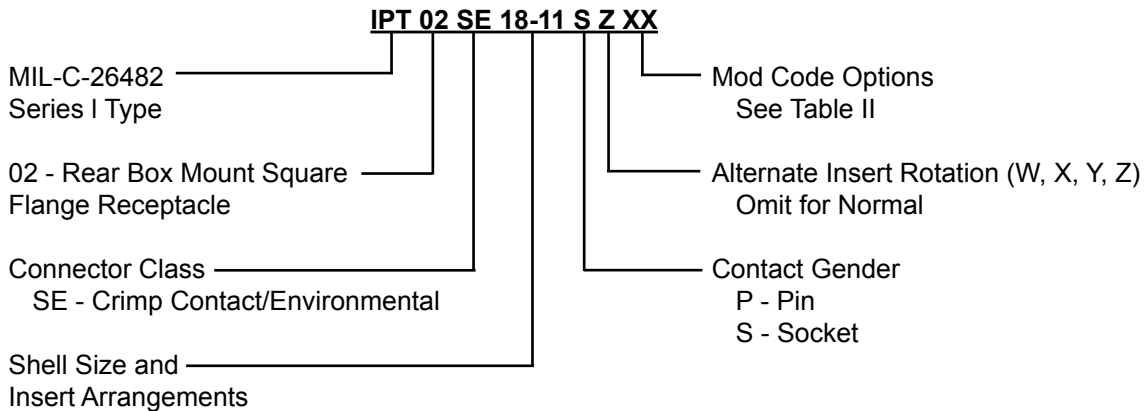 IPT 02 SE 18-11 S Z XX
MIL-C-26482
Series I Type
02 - Rear Box Mount Square
Flange Receptacle
Connector Class
SE - Crimp Contact/Environmental
Shell Size and
Insert Arrangements
Mod Code Options
See Table II
Alternate Insert Rotation (W, X, Y, Z)
Omit for Normal
Contact Gender
P - Pin
S - Socket